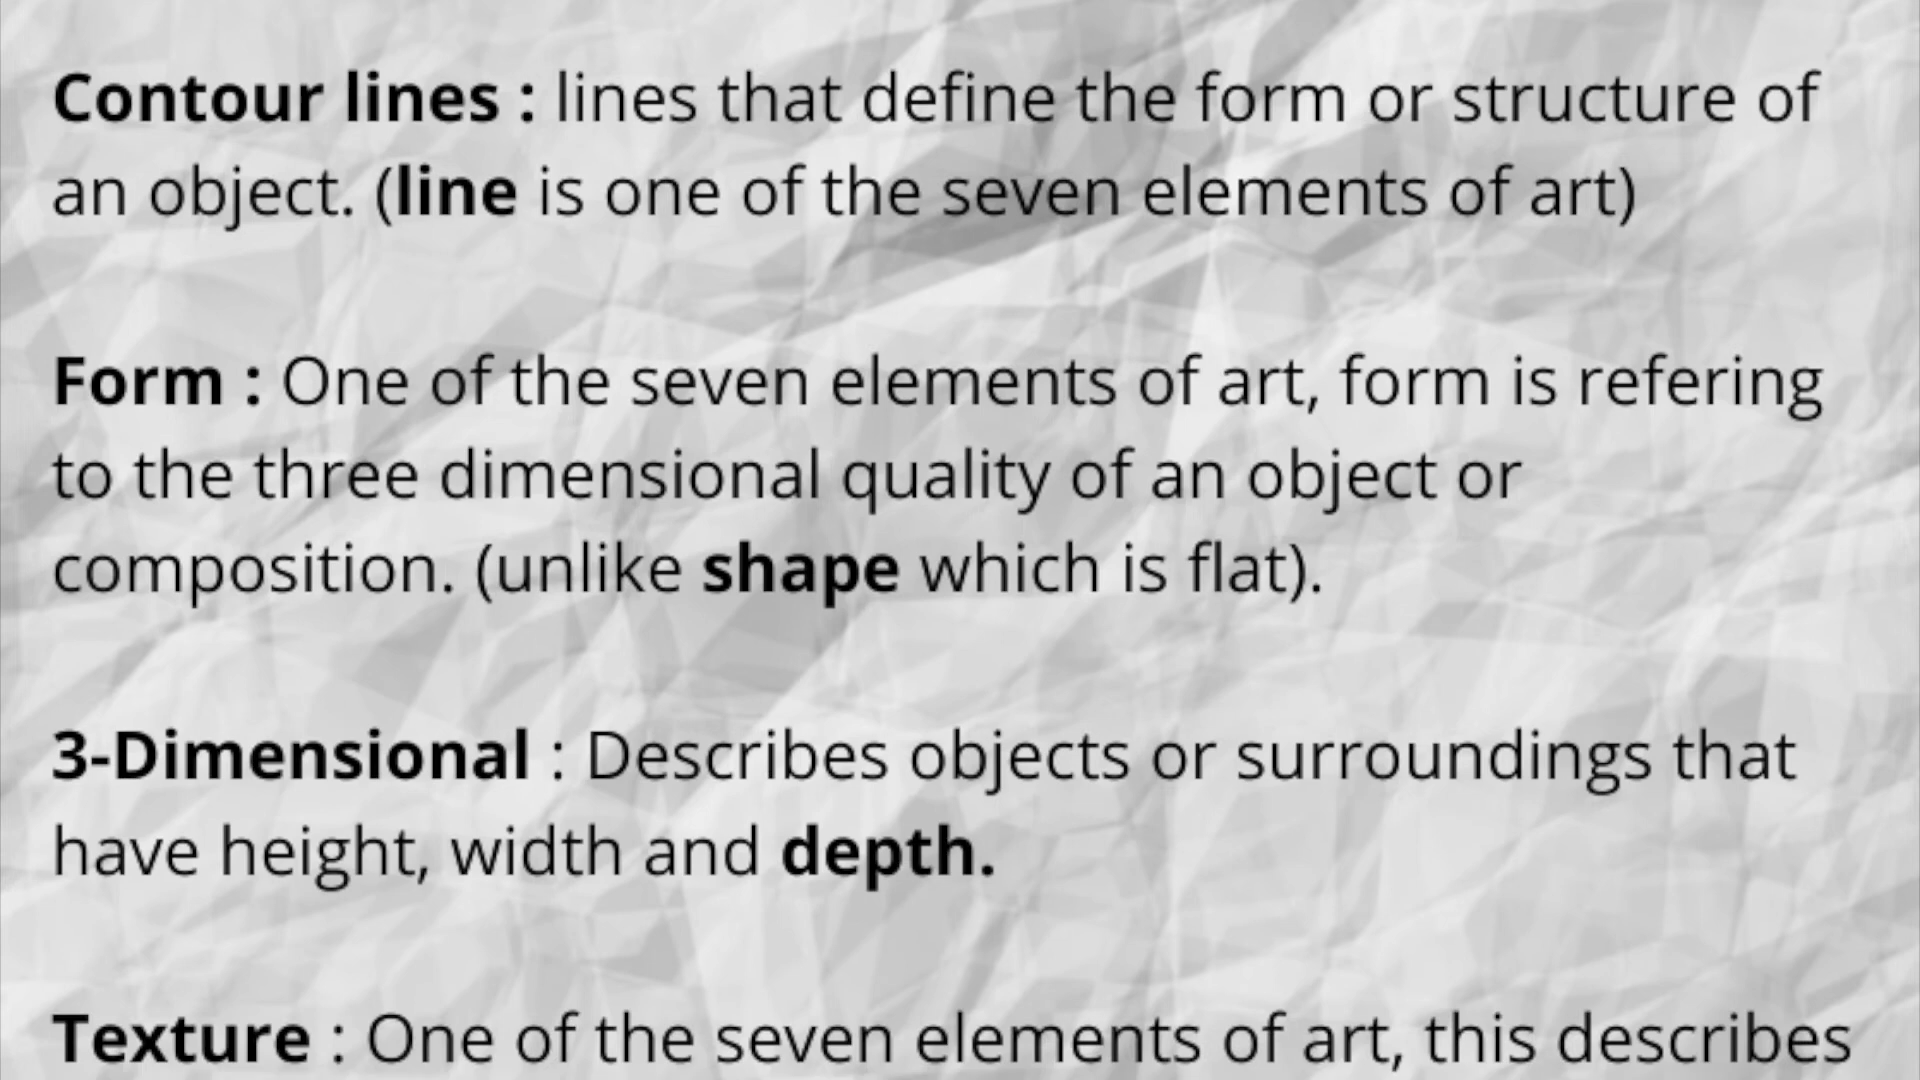 Contour lines : lines that define the form or structure of
an object. (line is one of the seven elements of art)
Form : One of the seven elements of art, form is refering
to the three dimensional quality of an object or
composition. (unlike shape which is flat).
3-Dimensional : Describes objects or surroundings that
have height, width and depth.
Texture : One of the seven elements of art, this describes